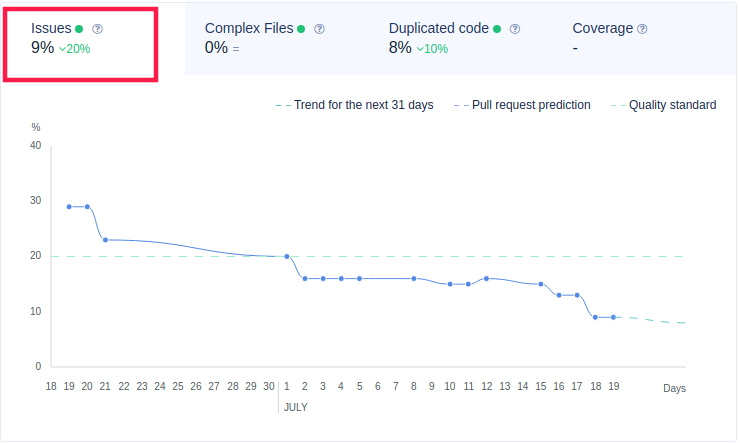 Issues ? Complex Files ? Duplicated code ? Coverage ?
9% 20% 0% = 8% 10% -
Trend for the next 31 days Pull request prediction Quality standard
%
40
30
20
10
0
18 19 20 21 22 23 24 25 26 27 28 29 30 1 2 3 4 5 6 7 8 9 10 11 12 13 14 15 16 17 18 19 Days
JULY